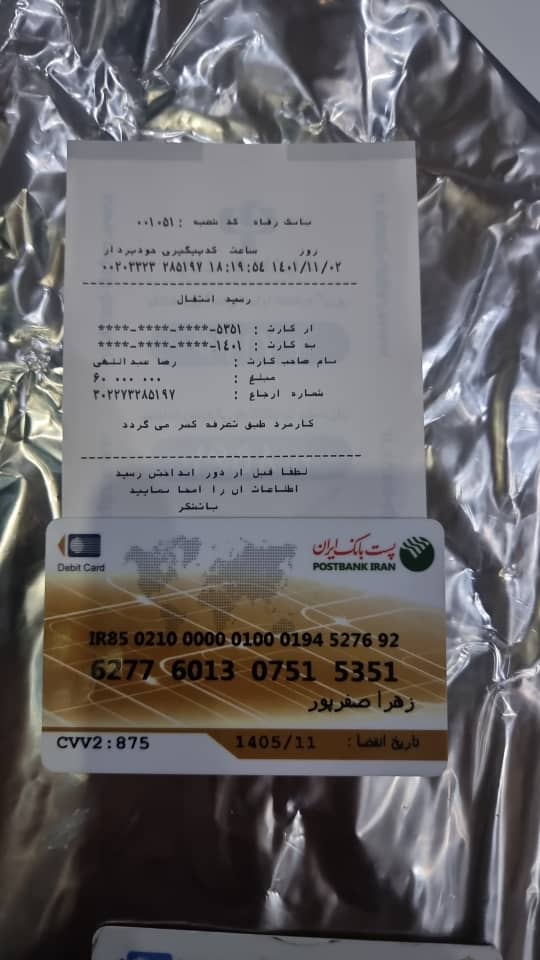 بانک رفاه کد شعبه : ۰۰۱۰۵۱
روز ساعت کدپیگیری خودپرداز
۱۴۰۱/۱۱/۰۲ ۱۸:۱۹:۵۴ ۲۸۵۱۹۷ ۰۰۲۰۳۳۲۳
رسید انتقال
از کارت : ۵۳۵۱-****-****-****
به کارت : ۱۴۰۱-****-****-****
نام صاحب کارت : رضا عبداللهی
مبلغ : ۶۰ ۰۰۰ ۰۰۰
شماره ارجاع : ۳۰۲۲۷۳۲۸۵۱۹۷
کارمزد طبق تعرفه کسر می گردد
لطفا قبل از دور انداختن رسید
اطلاعات آن را امحا نمایید
باتشکر
Debit Card
پست بانک ایران
POSTBANK IRAN
IR85 0210 0000 0100 0194 5276 92
6277 6013 0751 5351
زهرا صفرپور
CVV2:875 1405/11 تاریخ انقضا :